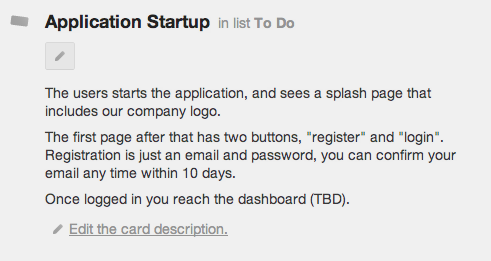 Application Startup in list To Do
The users starts the application, and sees a splash page that
includes our company logo.
The first page after that has two buttons, "register" and "login".
Registration is just an email and password, you can confirm your
email any time within 10 days.
Once logged in you reach the dashboard (TBD).
Edit the card description.